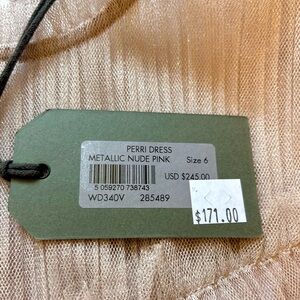 PERRI DRESS
METALLIC NUDE PINK Size 6
USD $245.00
5 059270 738743
WD340V 285489
$171.00